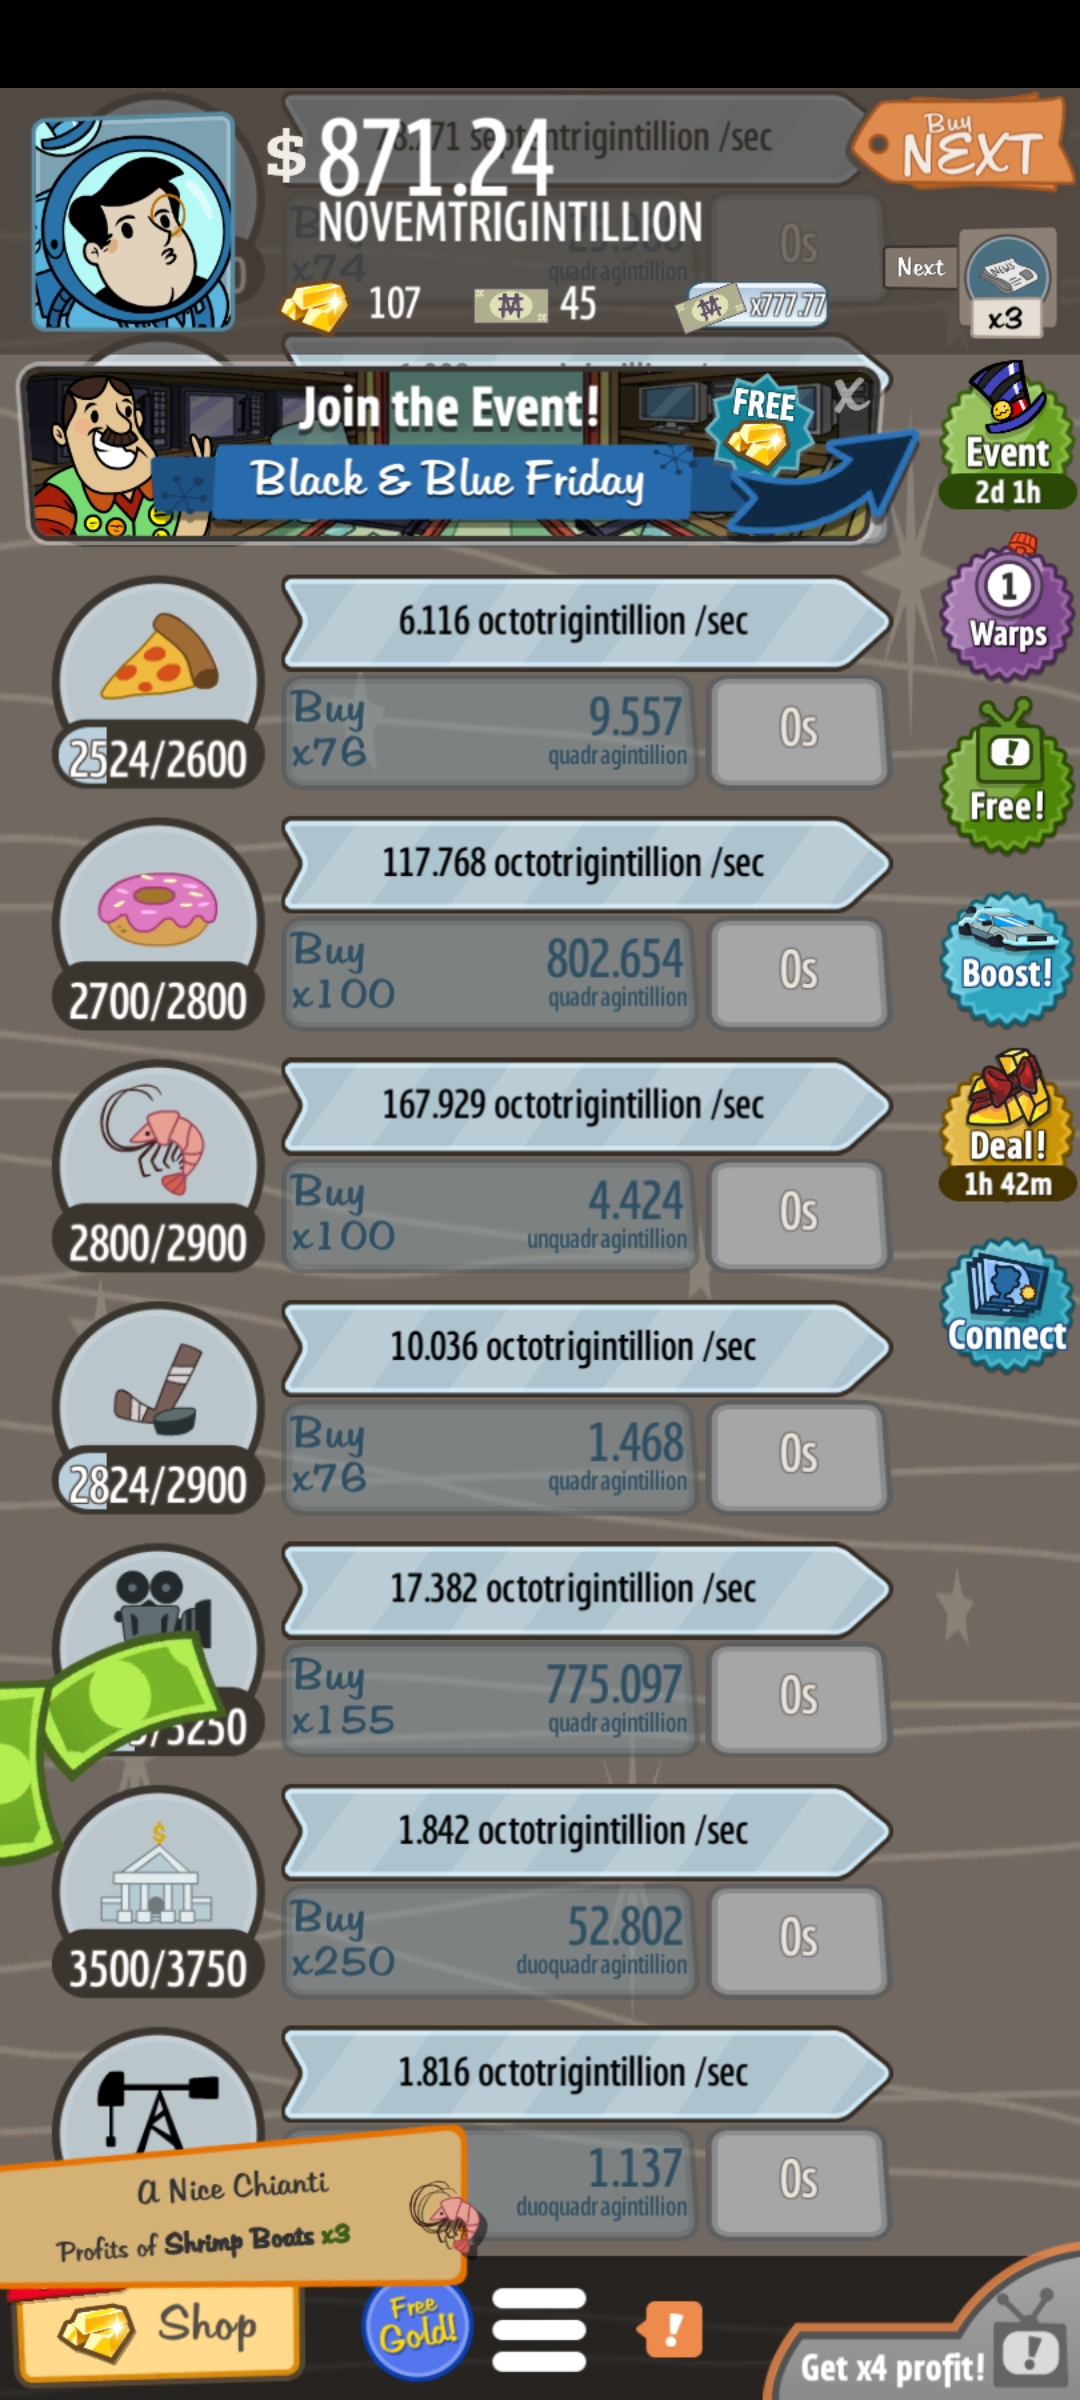 $ 871.24
NOVEMTRIGINTILLION
septentrigintillion /sec
Buy
NEXT
x74
quadragintillion
0s
Next
x3
107
45
x777.77
Join the Event!
FREE
X
Black & Blue Friday
Event
2d 1h
6.116 octotrigintillion /sec
Buy
x76
9.557
quadragintillion
0s
2524/2600
1
Warps
Free!
117.768 octotrigintillion /sec
Buy
x100
802.654
quadragintillion
0s
2700/2800
Boost!
167.929 octotrigintillion /sec
Buy
x100
4.424
unquadragintillion
0s
2800/2900
Deal!
1h 42m
10.036 octotrigintillion /sec
Buy
x76
1.468
quadragintillion
0s
2824/2900
Connect
17.382 octotrigintillion /sec
Buy
x155
775.097
quadragintillion
0s
1.842 octotrigintillion /sec
Buy
x250
52.802
duoquadragintillion
0s
$
3500/3750
1.816 octotrigintillion /sec
1.137
duoquadragintillion
0s
A Nice Chianti
Profits of Shrimp Boats x3
Shop
Free
Gold!
!
Get x4 profit!
!